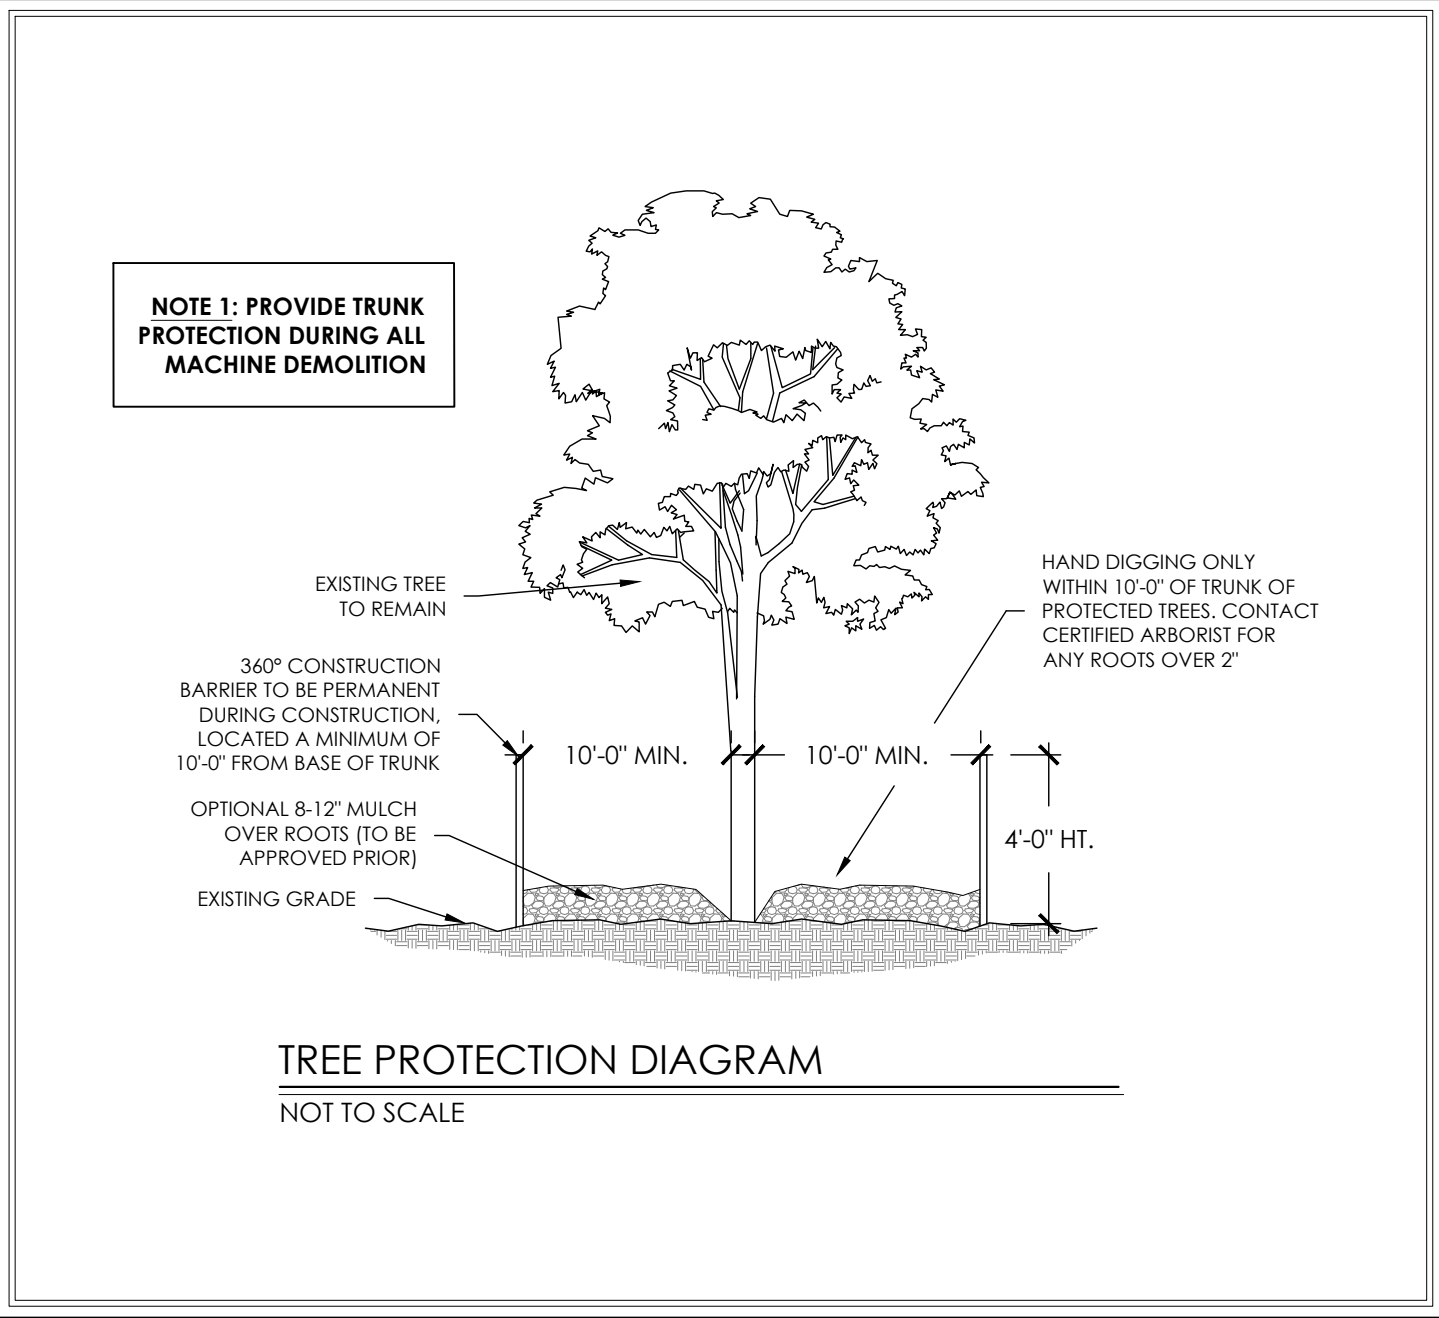 NOTE 1: PROVIDE TRUNK
PROTECTION DURING ALL
MACHINE DEMOLITION
EXISTING TREE
TO REMAIN
HAND DIGGING ONLY
WITHIN 10'-0" OF TRUNK OF
PROTECTED TREES. CONTACT
CERTIFIED ARBORIST FOR
ANY ROOTS OVER 2"
360° CONSTRUCTION
BARRIER TO BE PERMANENT
DURING CONSTRUCTION,
LOCATED A MINIMUM OF
10'-0" FROM BASE OF TRUNK
10'-0" MIN.
10'-0" MIN.
OPTIONAL 8-12" MULCH
OVER ROOTS (TO BE
APPROVED PRIOR)
4'-0" HT.
EXISTING GRADE
TREE PROTECTION DIAGRAM
NOT TO SCALE